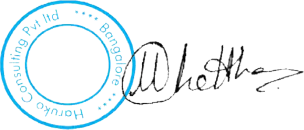 Haruko Consulting Pvt ltd **** Bangalore ****